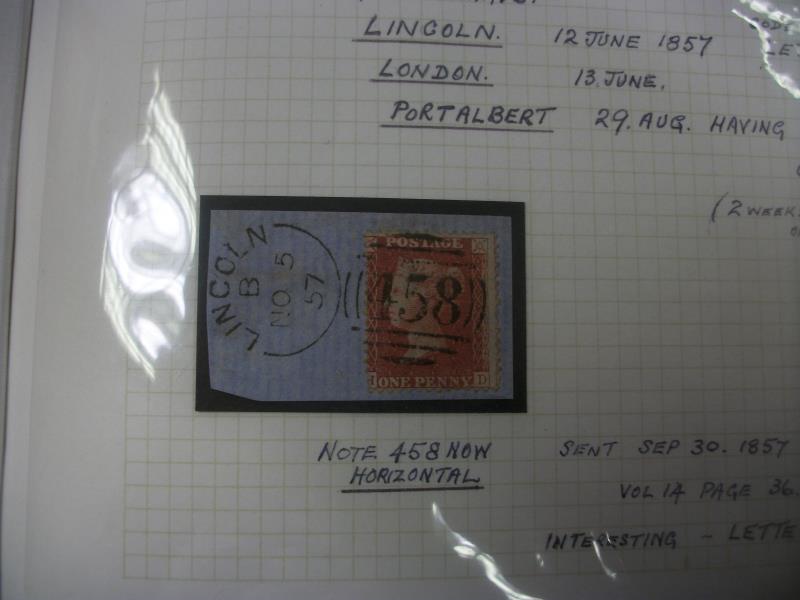 LINCOLN. 12 JUNE 1857
LONDON. 13 JUNE.
PORTALBERT 29. AUG. HAVING
(2 WEEK
LINCOLN
B
NO 5
57
POSTAGE
458
I ONE PENNY D
NOTE 458 NOW
HORIZONTAL
SENT SEP 30. 1857
VOL 14 PAGE 36.
INTERESTING - LETTE